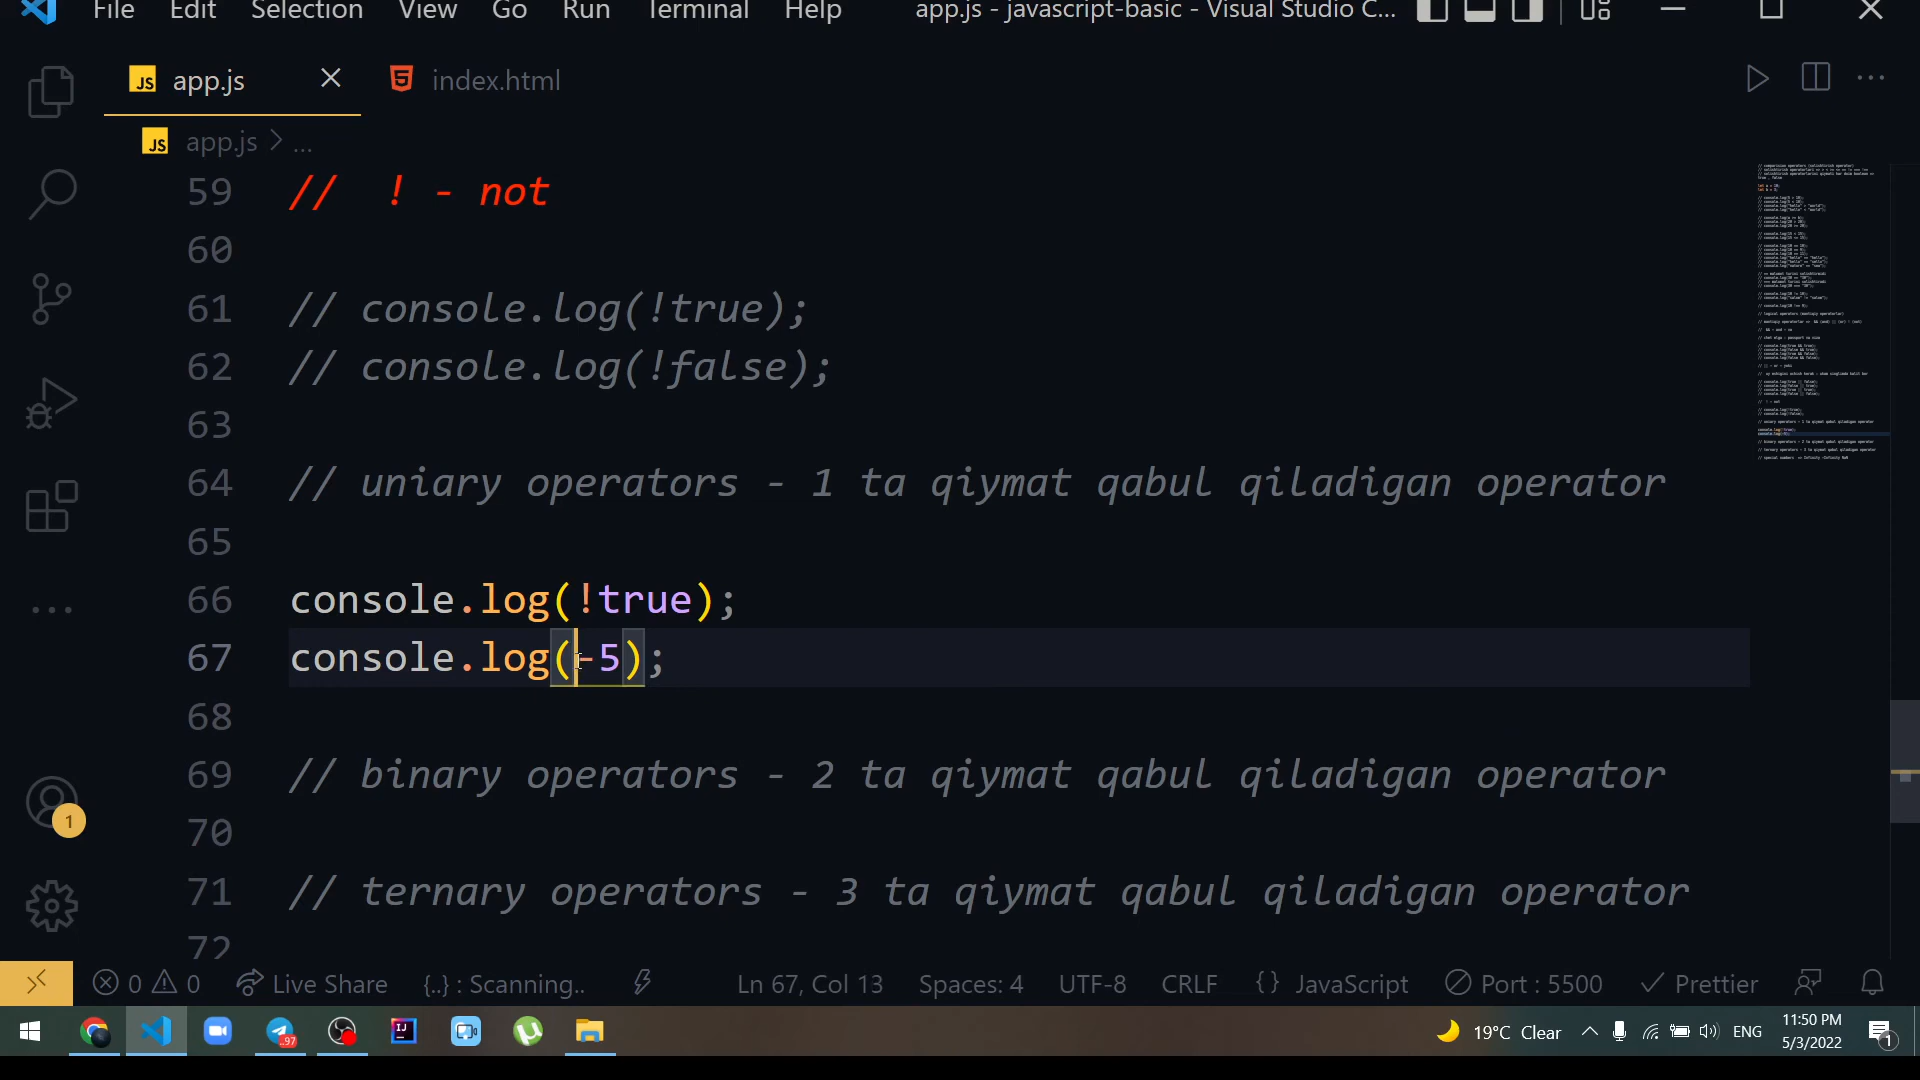 File Edit Selection View Go Run Terminal Help app.js - javascript-basic - Visual Studio C...
JS app.js index.html
JS app.js > ...
59 // ! - not
60
61 // console.log(!true);
62 // console.log(!false);
63
64 // uniary operators - 1 ta qiymat qabul qiladigan operator
65
66 console.log(!true);
67 console.log(-5);
68
69 // binary operators - 2 ta qiymat qabul qiladigan operator
70
71 // ternary operators - 3 ta qiymat qabul qiladigan operator
72
1
0 0 Live Share {..} : Scanning.. Ln 67, Col 13 Spaces: 4 UTF-8 CRLF {} JavaScript Port : 5500 Prettier
IJ 19°C Clear ENG 11:50 PM
5/3/2022 1